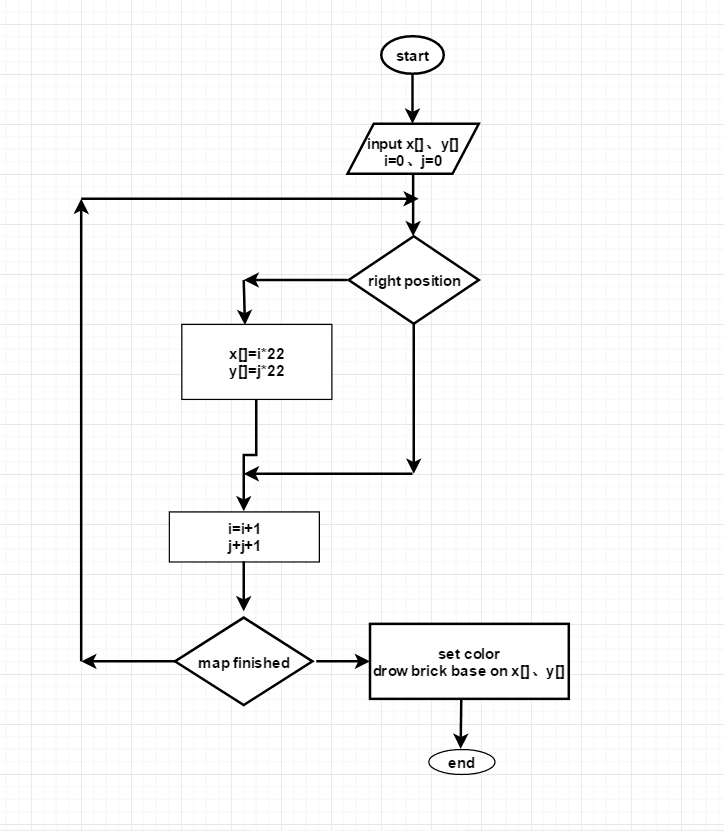 start
input x[]、y[]
i=0、j=0
right position
x[]=i*22
y[]=j*22
i=i+1
j+j+1
map finished
set color
drow brick base on x[]、y[]
end